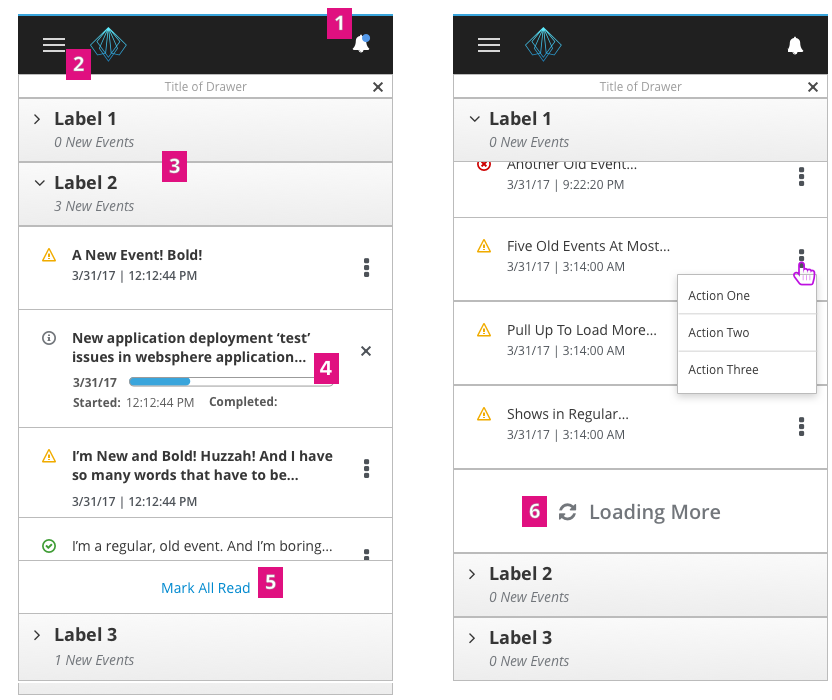 1
2
Title of Drawer
Label 1
0 New Events
3
Label 2
3 New Events
A New Event! Bold!
3/31/17 | 12:12:44 PM
New application deployment ‘test’
issues in websphere application...
4
3/31/17
Started: 12:12:44 PM Completed:
I’m New and Bold! Huzzah! And I have
so many words that have to be...
3/31/17 | 12:12:44 PM
I’m a regular, old event. And I’m boring...
Mark All Read
5
Label 3
1 New Events
Title of Drawer
Label 1
0 New Events
Another Old Event...
3/31/17 | 9:22:20 PM
Five Old Events At Most...
3/31/17 | 3:14:00 AM
Action One
Action Two
Action Three
Pull Up To Load More...
3/31/17 | 3:14:00 AM
Shows in Regular...
3/31/17 | 3:14:00 AM
6
Loading More
Label 2
0 New Events
Label 3
0 New Events